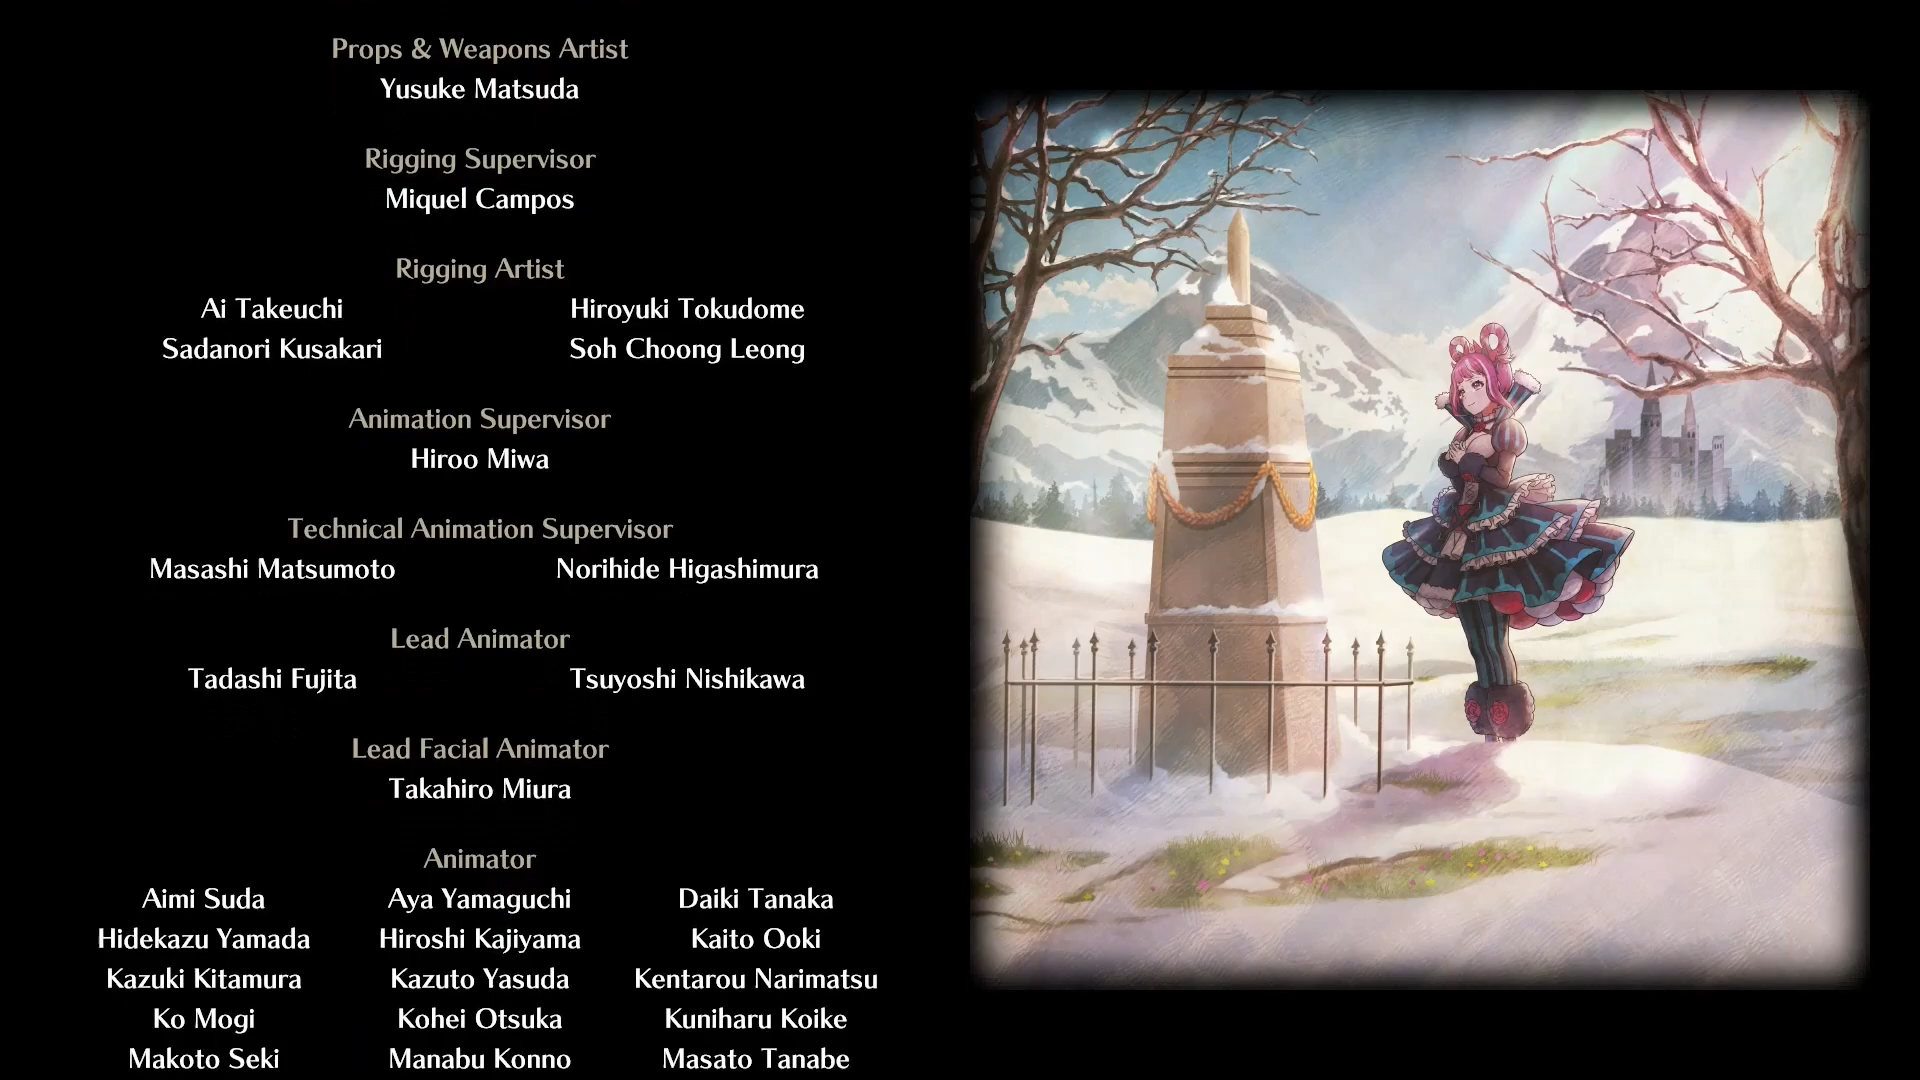 Props & Weapons Artist
Yusuke Matsuda
Rigging Supervisor
Miquel Campos
Rigging Artist
Ai Takeuchi Hiroyuki Tokudome
Sadanori Kusakari Soh Choong Leong
Animation Supervisor
Hiroo Miwa
Technical Animation Supervisor
Masashi Matsumoto Norihide Higashimura
Lead Animator
Tadashi Fujita Tsuyoshi Nishikawa
Lead Facial Animator
Takahiro Miura
Animator
Aimi Suda Aya Yamaguchi Daiki Tanaka
Hidekazu Yamada Hiroshi Kajiyama Kaito Ooki
Kazuki Kitamura Kazuto Yasuda Kentarou Narimatsu
Ko Mogi Kohei Otsuka Kuniharu Koike
Makoto Seki Manabu Konno Masato Tanabe